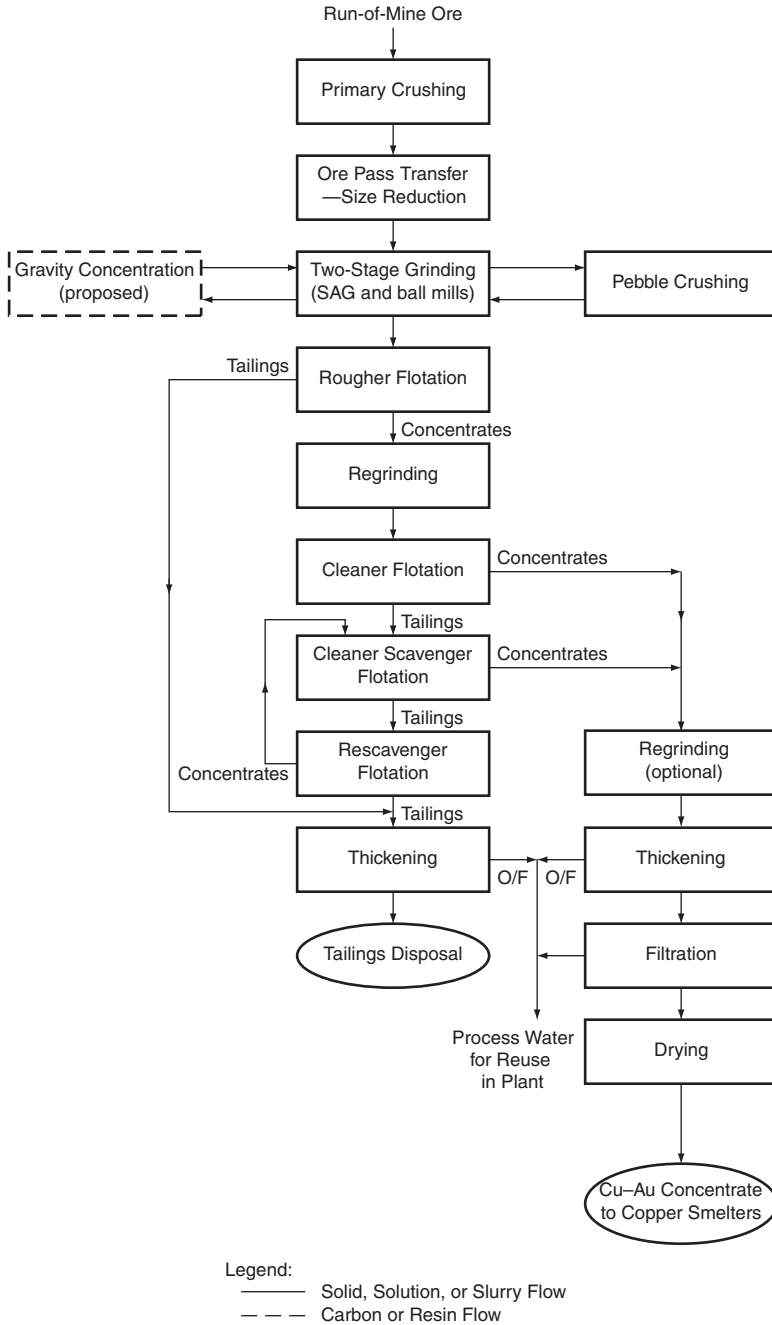 Run-of-Mine Ore
Primary Crushing
Ore Pass Transfer
—Size Reduction
Gravity Concentration
(proposed)
Two-Stage Grinding
(SAG and ball mills)
Pebble Crushing
Tailings
Rougher Flotation
Concentrates
Regrinding
Cleaner Flotation
Concentrates
Tailings
Cleaner Scavenger
Flotation
Concentrates
Tailings
Rescavenger
Flotation
Concentrates
Regrinding
(optional)
Tailings
Thickening
O/F
O/F
Thickening
Tailings Disposal
Filtration
Process Water
for Reuse
in Plant
Drying
Cu–Au Concentrate
to Copper Smelters
Legend:
Solid, Solution, or Slurry Flow
Carbon or Resin Flow